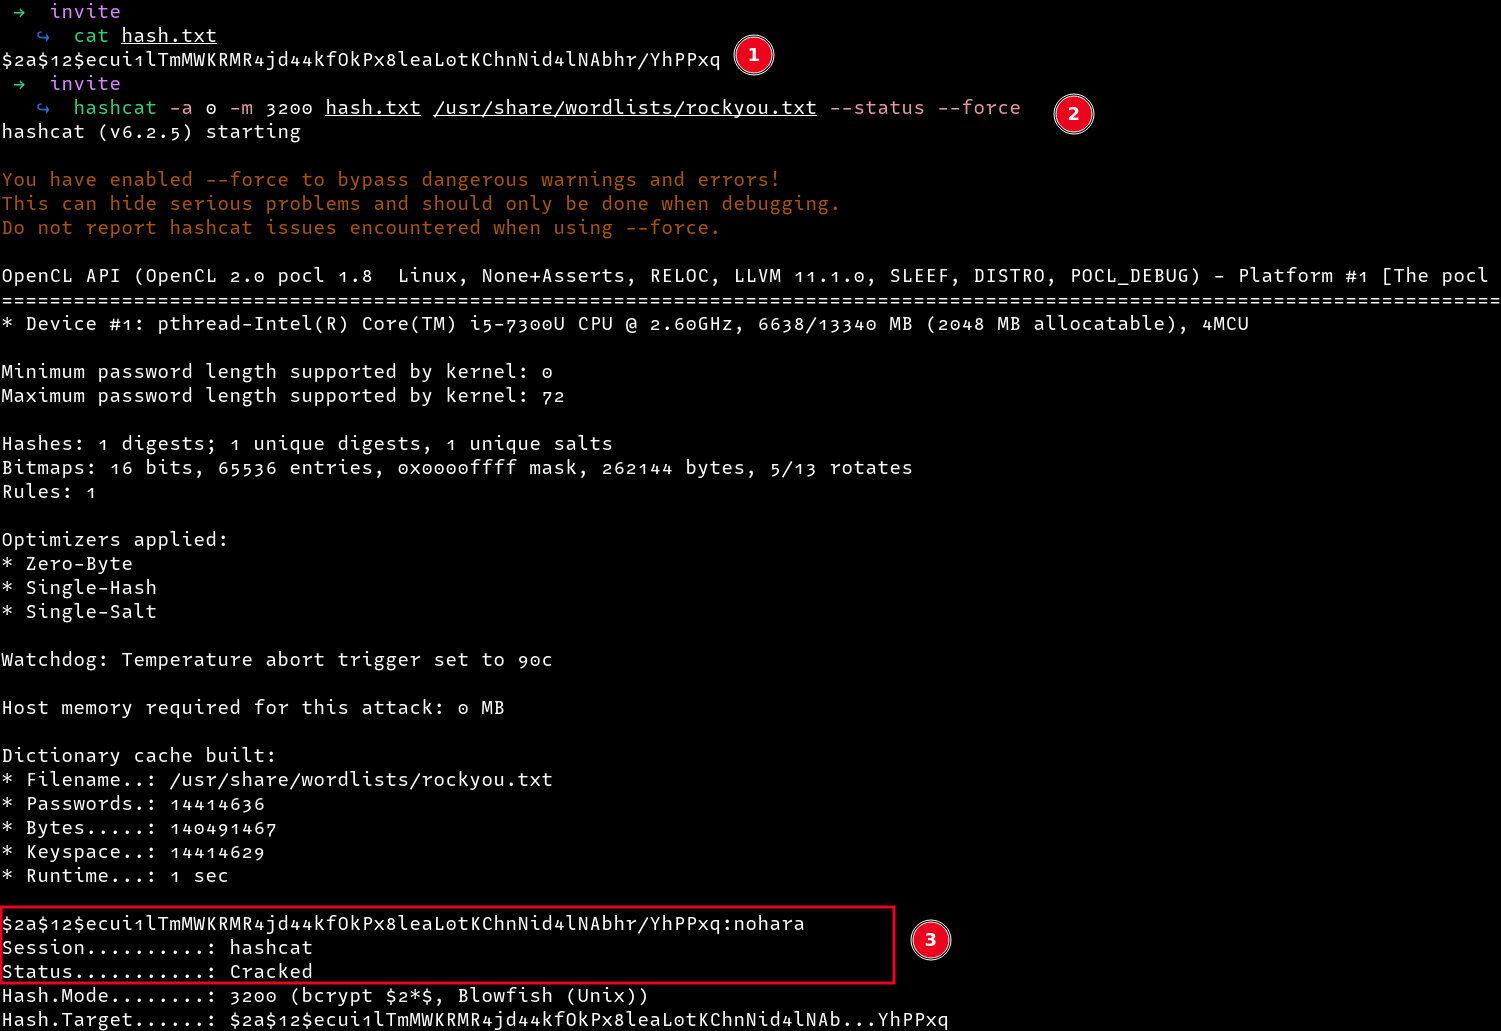 → invite
↪ cat hash.txt
$2a$12$ecui1lTmMWKRMR4jd44kfOkPx8leaL0tKChnNid4lNAbhr/YhPPxq
1
→ invite
↪ hashcat -a 0 -m 3200 hash.txt /usr/share/wordlists/rockyou.txt --status --force
2
hashcat (v6.2.5) starting
You have enabled --force to bypass dangerous warnings and errors!
This can hide serious problems and should only be done when debugging.
Do not report hashcat issues encountered when using --force.
OpenCL API (OpenCL 2.0 pocl 1.8  Linux, None+Asserts, RELOC, LLVM 11.1.0, SLEEF, DISTRO, POCL_DEBUG) - Platform #1 [The pocl
=============================================================================================================================
* Device #1: pthread-Intel(R) Core(TM) i5-7300U CPU @ 2.60GHz, 6638/13340 MB (2048 MB allocatable), 4MCU
Minimum password length supported by kernel: 0
Maximum password length supported by kernel: 72
Hashes: 1 digests; 1 unique digests, 1 unique salts
Bitmaps: 16 bits, 65536 entries, 0x0000ffff mask, 262144 bytes, 5/13 rotates
Rules: 1
Optimizers applied:
* Zero-Byte
* Single-Hash
* Single-Salt
Watchdog: Temperature abort trigger set to 90c
Host memory required for this attack: 0 MB
Dictionary cache built:
* Filename..: /usr/share/wordlists/rockyou.txt
* Passwords.: 14414636
* Bytes.....: 140491467
* Keyspace..: 14414629
* Runtime...: 1 sec
$2a$12$ecui1lTmMWKRMR4jd44kfOkPx8leaL0tKChnNid4lNAbhr/YhPPxq:nohara
Session..........: hashcat
3
Status...........: Cracked
Hash.Mode........: 3200 (bcrypt $2*$, Blowfish (Unix))
Hash.Target......: $2a$12$ecui1lTmMWKRMR4jd44kfOkPx8leaL0tKChnNid4lNAb...YhPPxq